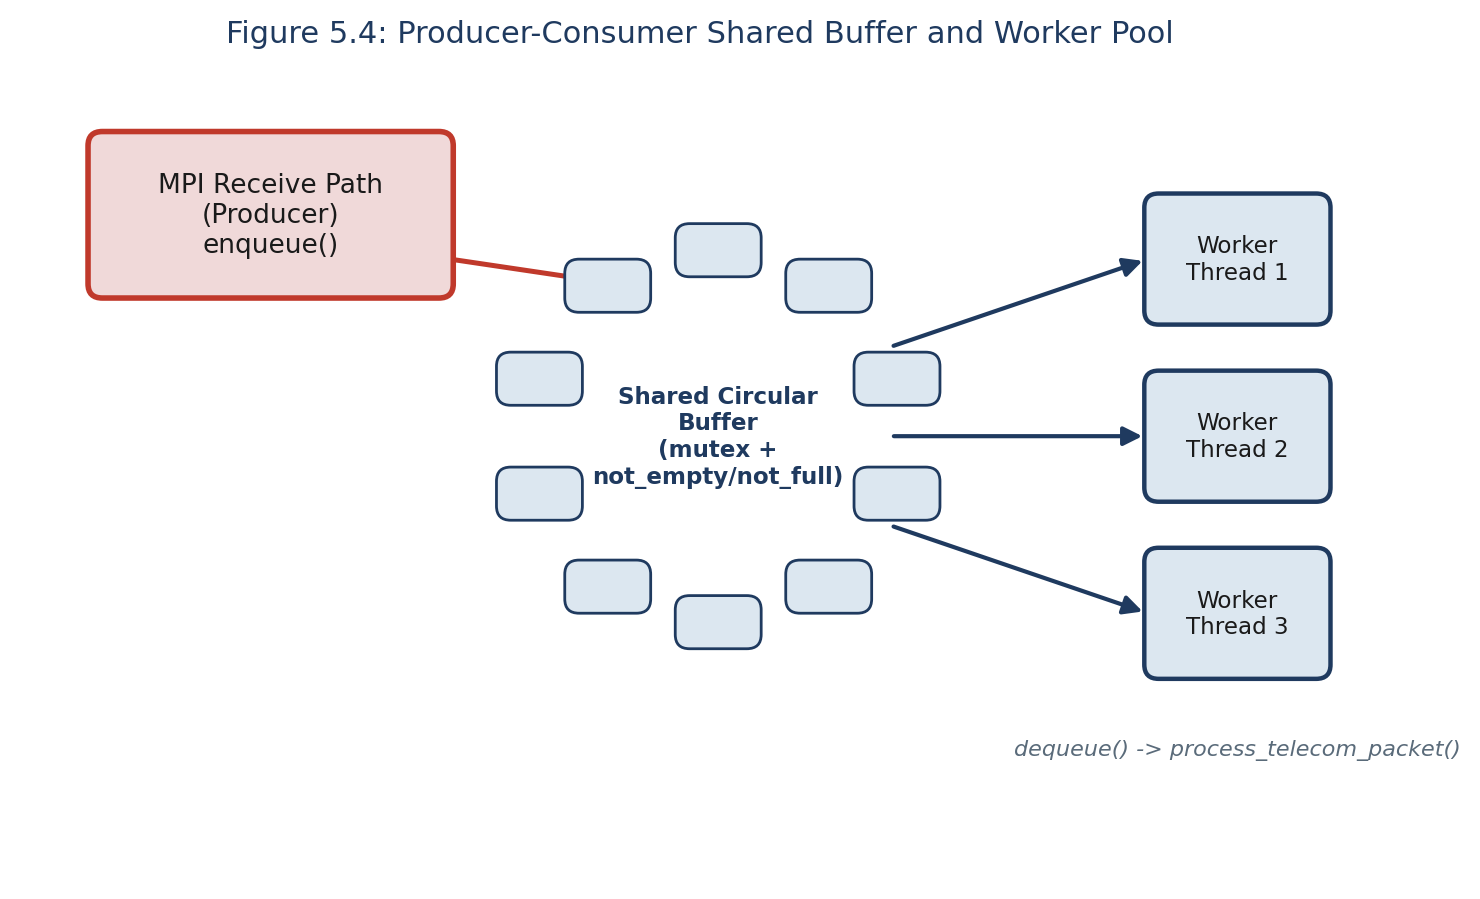 Figure 5.4: Producer-Consumer Shared Buffer and Worker Pool
MPI Receive Path
(Producer)
enqueue()
Shared Circular
Buffer
(mutex +
not_empty/not_full)
Worker
Thread 1
Worker
Thread 2
Worker
Thread 3
dequeue() -> process_telecom_packet()